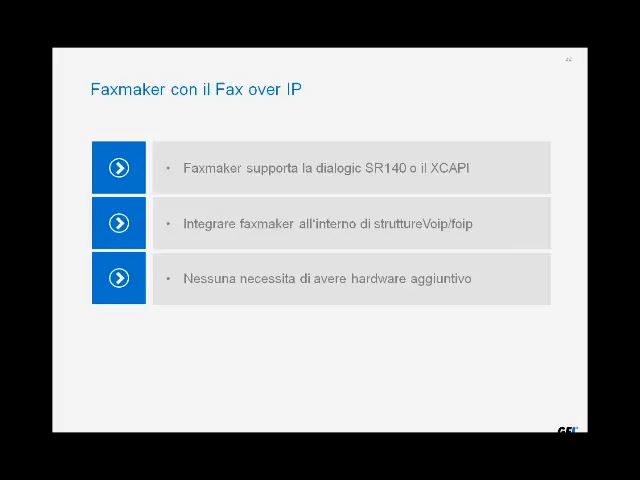 Faxmaker con il Fax over IP
• Faxmaker supporta la dialogic SR140 o il XCAPI
• Integrare faxmaker all'interno di struttureVoip/foip
• Nessuna necessita di avere hardware aggiuntivo
GFI